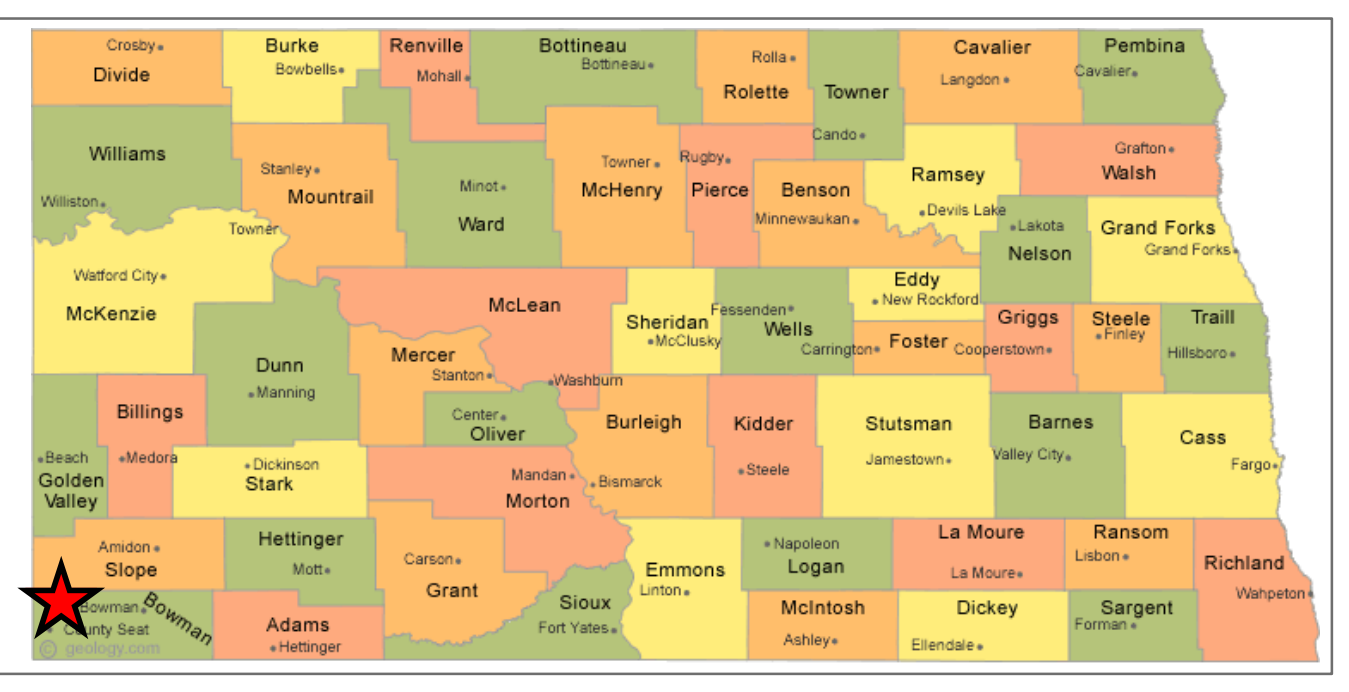 Crosby
Divide
Burke
Bowbells
Renville
Mohall
Bottineau
Bottineau
Rolla
Rolette
Towner
Cando
Cavalier
Langdon
Pembina
Cavalier
Williams
Williston
Stanley
Mountrail
Minot
Ward
Towner
McHenry
Rugby
Pierce
Benson
Minnewaukan
Ramsey
Devils Lake
Grafton
Walsh
Lakota
Nelson
Grand Forks
Grand Forks
Towner
Watford City
McKenzie
Dunn
Manning
McLean
Washburn
Mercer
Stanton
Sheridan
McClusky
Fessenden
Wells
Eddy
New Rockford
Carrington
Foster
Griggs
Cooperstown
Steele
Finley
Traill
Hillsboro
Billings
Medora
Beach
Golden
Valley
Dickinson
Stark
Center
Oliver
Mandan
Morton
Burleigh
Bismarck
Kidder
Steele
Stutsman
Jamestown
Barnes
Valley City
Cass
Fargo
Amidon
Slope
Hettinger
Mott
Carson
Grant
Emmons
Linton
Napoleon
Logan
La Moure
La Moure
Ransom
Lisbon
Richland
Wahpeton
Bowman
Bowman
County Seat
© geology.com
Adams
Hettinger
Sioux
Fort Yates
McIntosh
Ashley
Dickey
Ellendale
Sargent
Forman